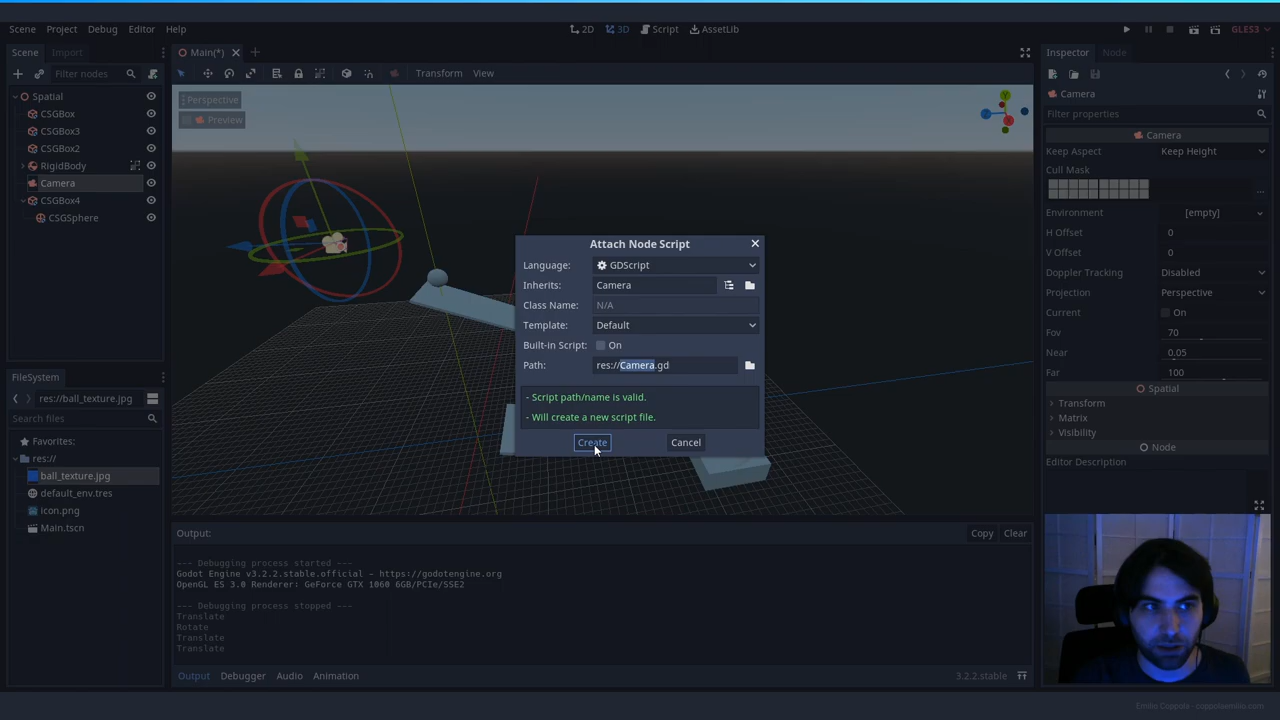 Scene Project Debug Editor Help
2D 3D Script AssetLib
GLES3
Scene Import
Filter nodes
Spatial
CSGBox
CSGBox3
CSGBox2
RigidBody
Camera
CSGBox4
CSGSphere
FileSystem
res://ball_texture.jpg
Search files
Favorites:
res://
ball_texture.jpg
default_env.tres
icon.png
Main.tscn
Main(*)
Transform View
Perspective
Preview
Attach Node Script
Language: GDScript
Inherits: Camera
Class Name: N/A
Template: Default
Built-in Script: On
Path: res://Camera.gd
- Script path/name is valid.
- Will create a new script file.
Create Cancel
Output: Copy Clear
--- Debugging process started ---
Godot Engine v3.2.2.stable.official - https://godotengine.org
OpenGL ES 3.0 Renderer: GeForce GTX 1060 6GB/PCIe/SSE2
--- Debugging process stopped ---
Translate
Rotate
Translate
Translate
Output Debugger Audio Animation 3.2.2.stable
Inspector Node
Camera
Filter properties
Camera
Keep Aspect Keep Height
Cull Mask
...
Environment [empty]
H Offset 0
V Offset 0
Doppler Tracking Disabled
Projection Perspective
Current On
Fov 70
Near 0.05
Far 100
Spatial
Transform
Matrix
Visibility
Node
Editor Description
Emilio Coppola - coppolaemilio.com